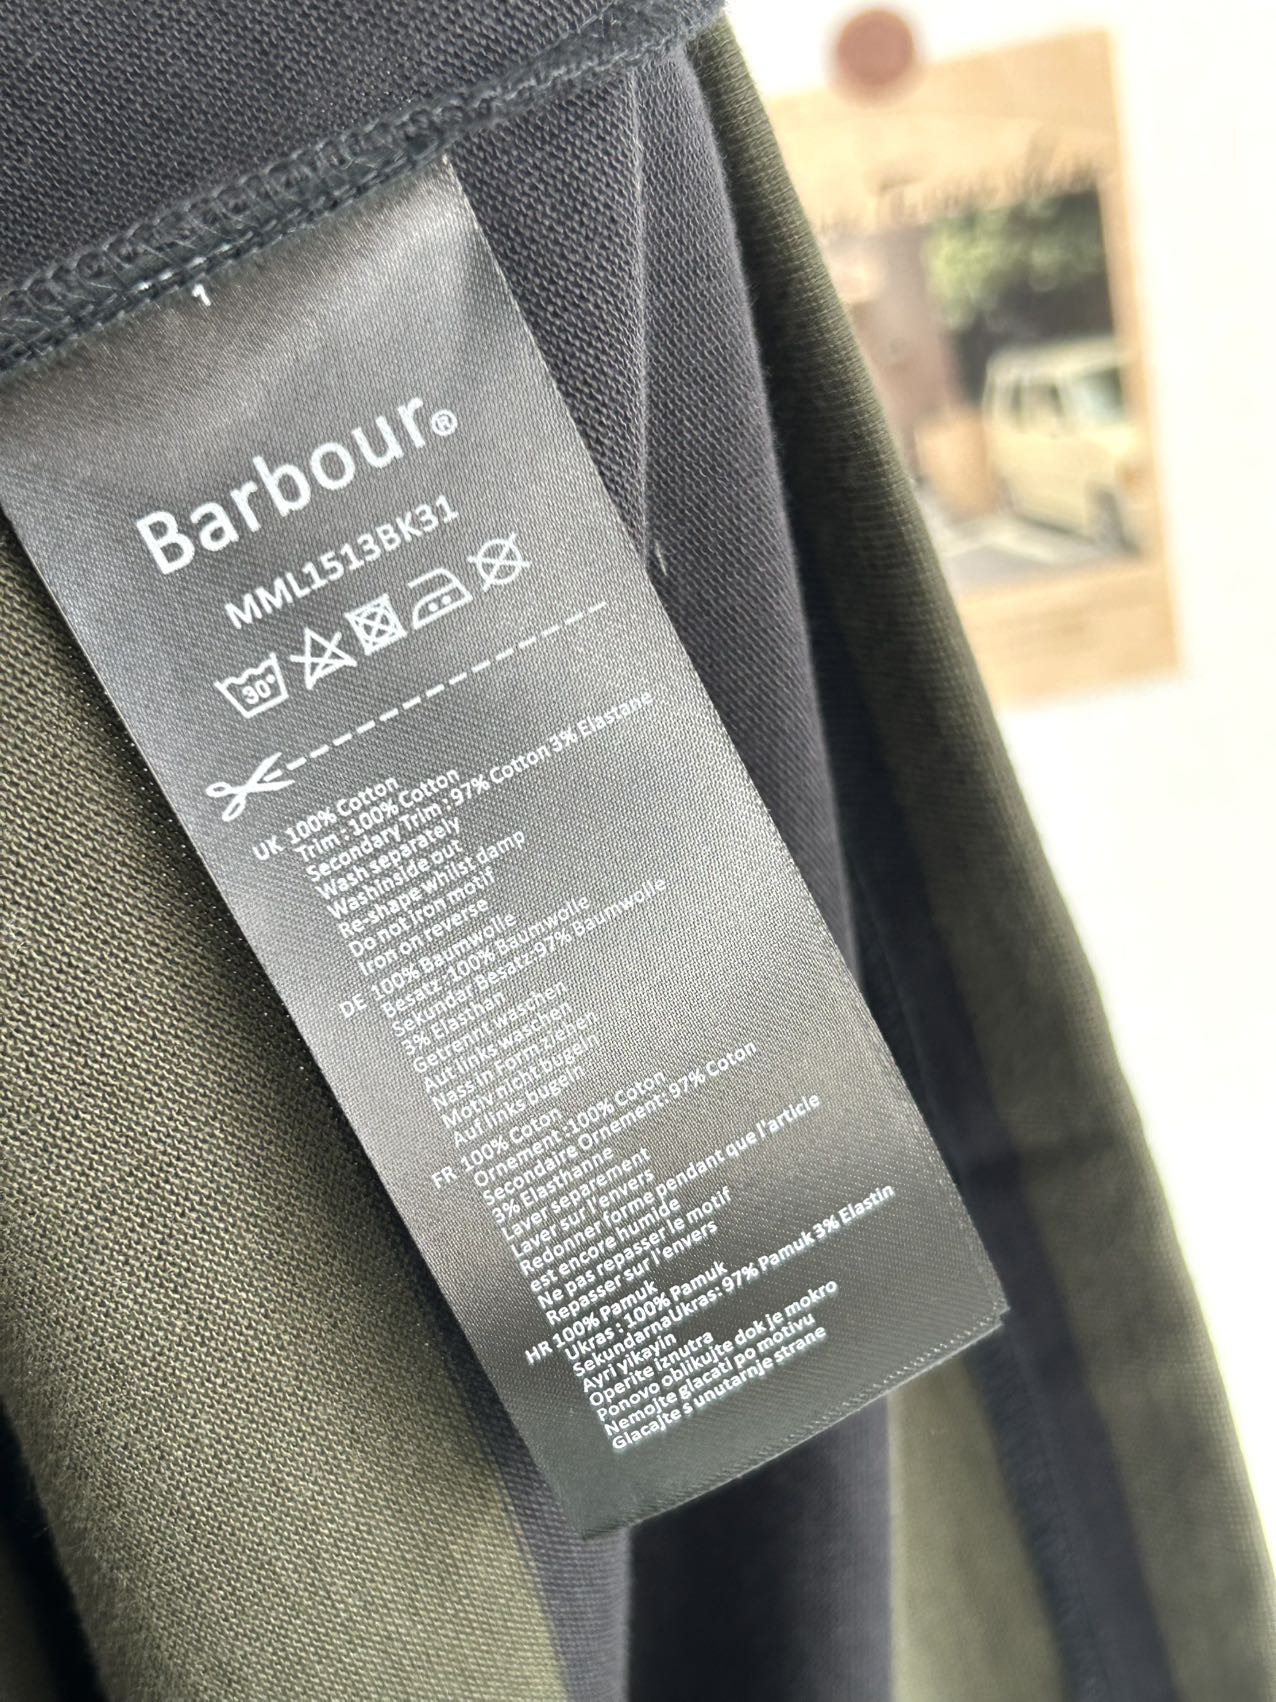 1
Barbour®
MML1513BK31
30°
UK 100% Cotton
Trim : 100% Cotton
Secondary Trim : 97% Cotton 3% Elastane
Wash separately
Washinside out
Re-shape whilst damp
Do not iron motif
Iron on reverse
DE 100% Baumwolle
Besatz :100% Baumwolle
Sekundar Besatz:97% Baumwolle
3% Elasthan
Getrennt waschen
Auf links waschen
Nass in Form ziehen
Motiv nicht bugeln
Auf links bugeln
FR 100% Coton
Ornement :100% Coton
Secondaire Ornement: 97% Coton
3% Elasthanne
Laver separement
Laver sur l'envers
Redonner forme pendant que l'article
est encore humide
Ne pas repasser le motif
Repasser sur l'envers
HR 100% Pamuk
Ukras : 100% Pamuk
SekundarnaUkras: 97% Pamuk 3% Elastin
Ayri yikayin
Operite iznutra
Ponovo oblikujte dok je mokro
Nemojte glacati po motivu
Glacajte s unutarnje strane